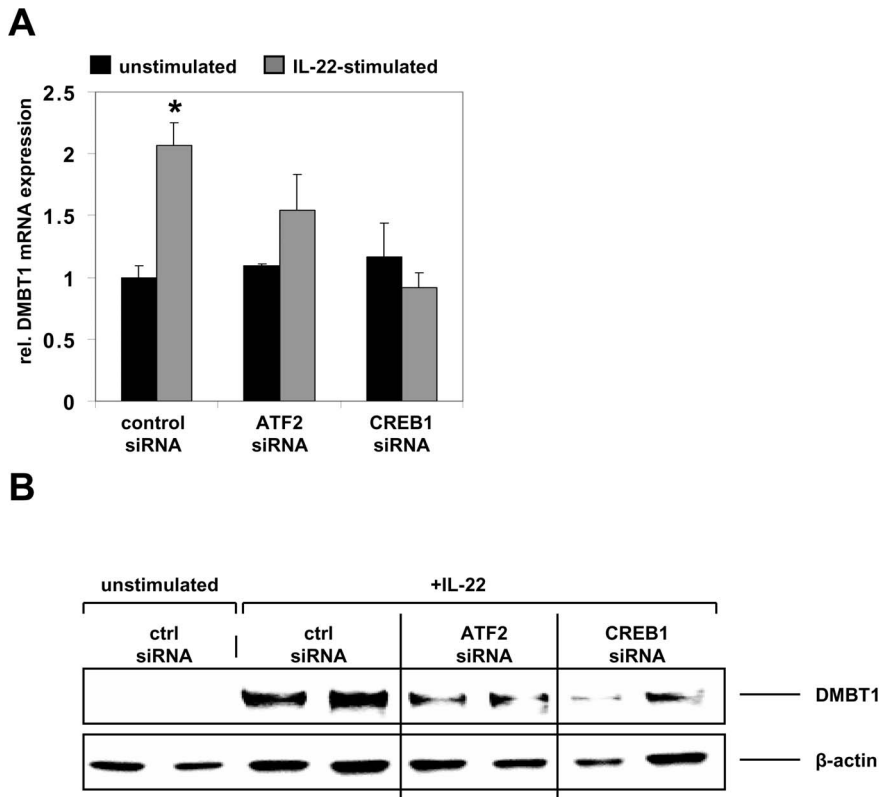 A
unstimulated IL-22-stimulated
rel. DMBT1 mRNA expression
2.5
*
2
1.5
1
0.5
0
control ATF2 CREB1
siRNA siRNA siRNA
B
unstimulated +IL-22
ctrl ctrl ATF2 CREB1
siRNA siRNA siRNA siRNA
DMBT1
β-actin